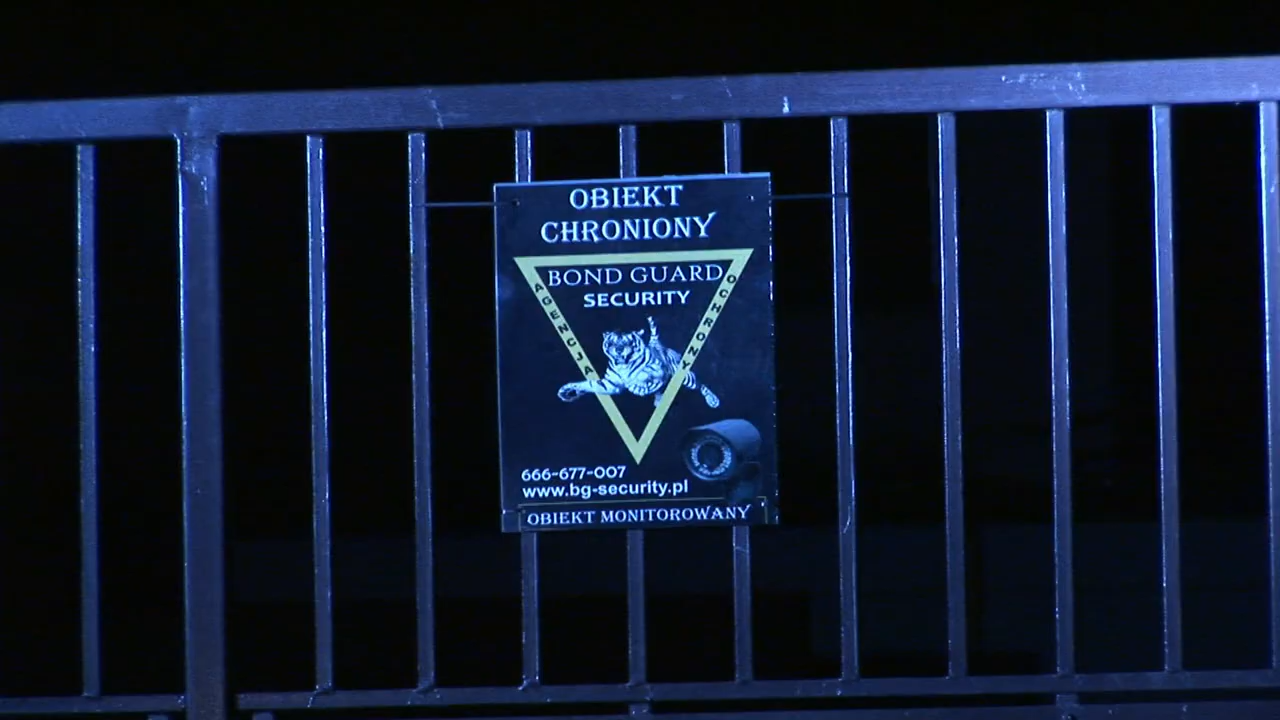 OBIEKT
CHRONIONY
BOND GUARD
SECURITY
AGENCJA
OCHRONY
666-677-007
www.bg-security.pl
OBIEKT MONITOROWANY